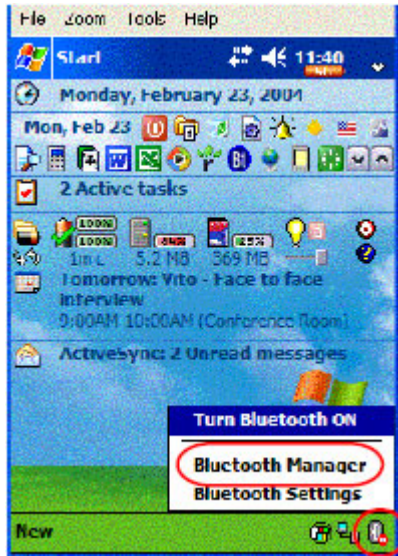 File Zoom Tools Help
Start 11:40
Monday, February 23, 2004
Mon, Feb 23
2 Active tasks
100%
100%
5.2 MB 369 MB
Tomorrow: Vito - Face to face
interview
9:00AM 10:00AM (Conference Room)
ActiveSync: 2 Unread messages
Turn Bluetooth ON
Bluetooth Manager
Bluetooth Settings
New